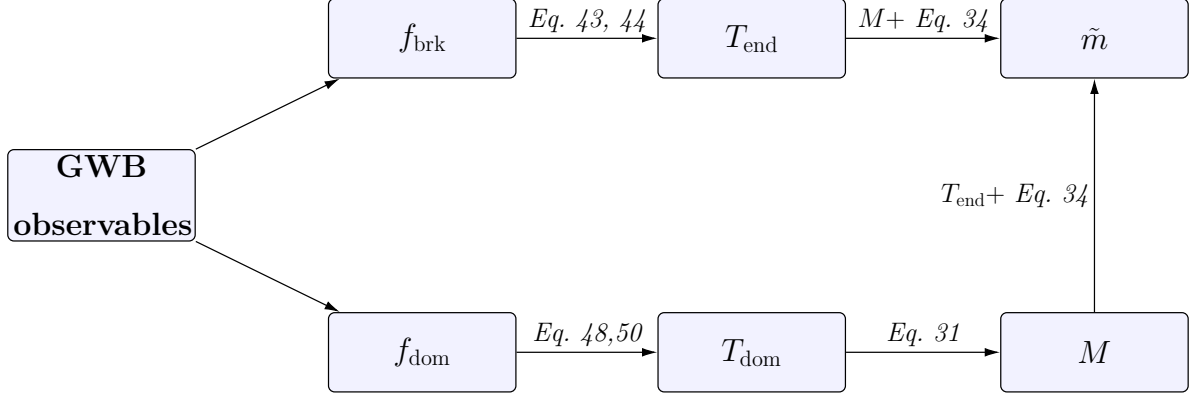 f_brk
Eq. 43, 44
T_end
M+ Eq. 34
m̃
GWB
observables
T_end+ Eq. 34
f_dom
Eq. 48,50
T_dom
Eq. 31
M